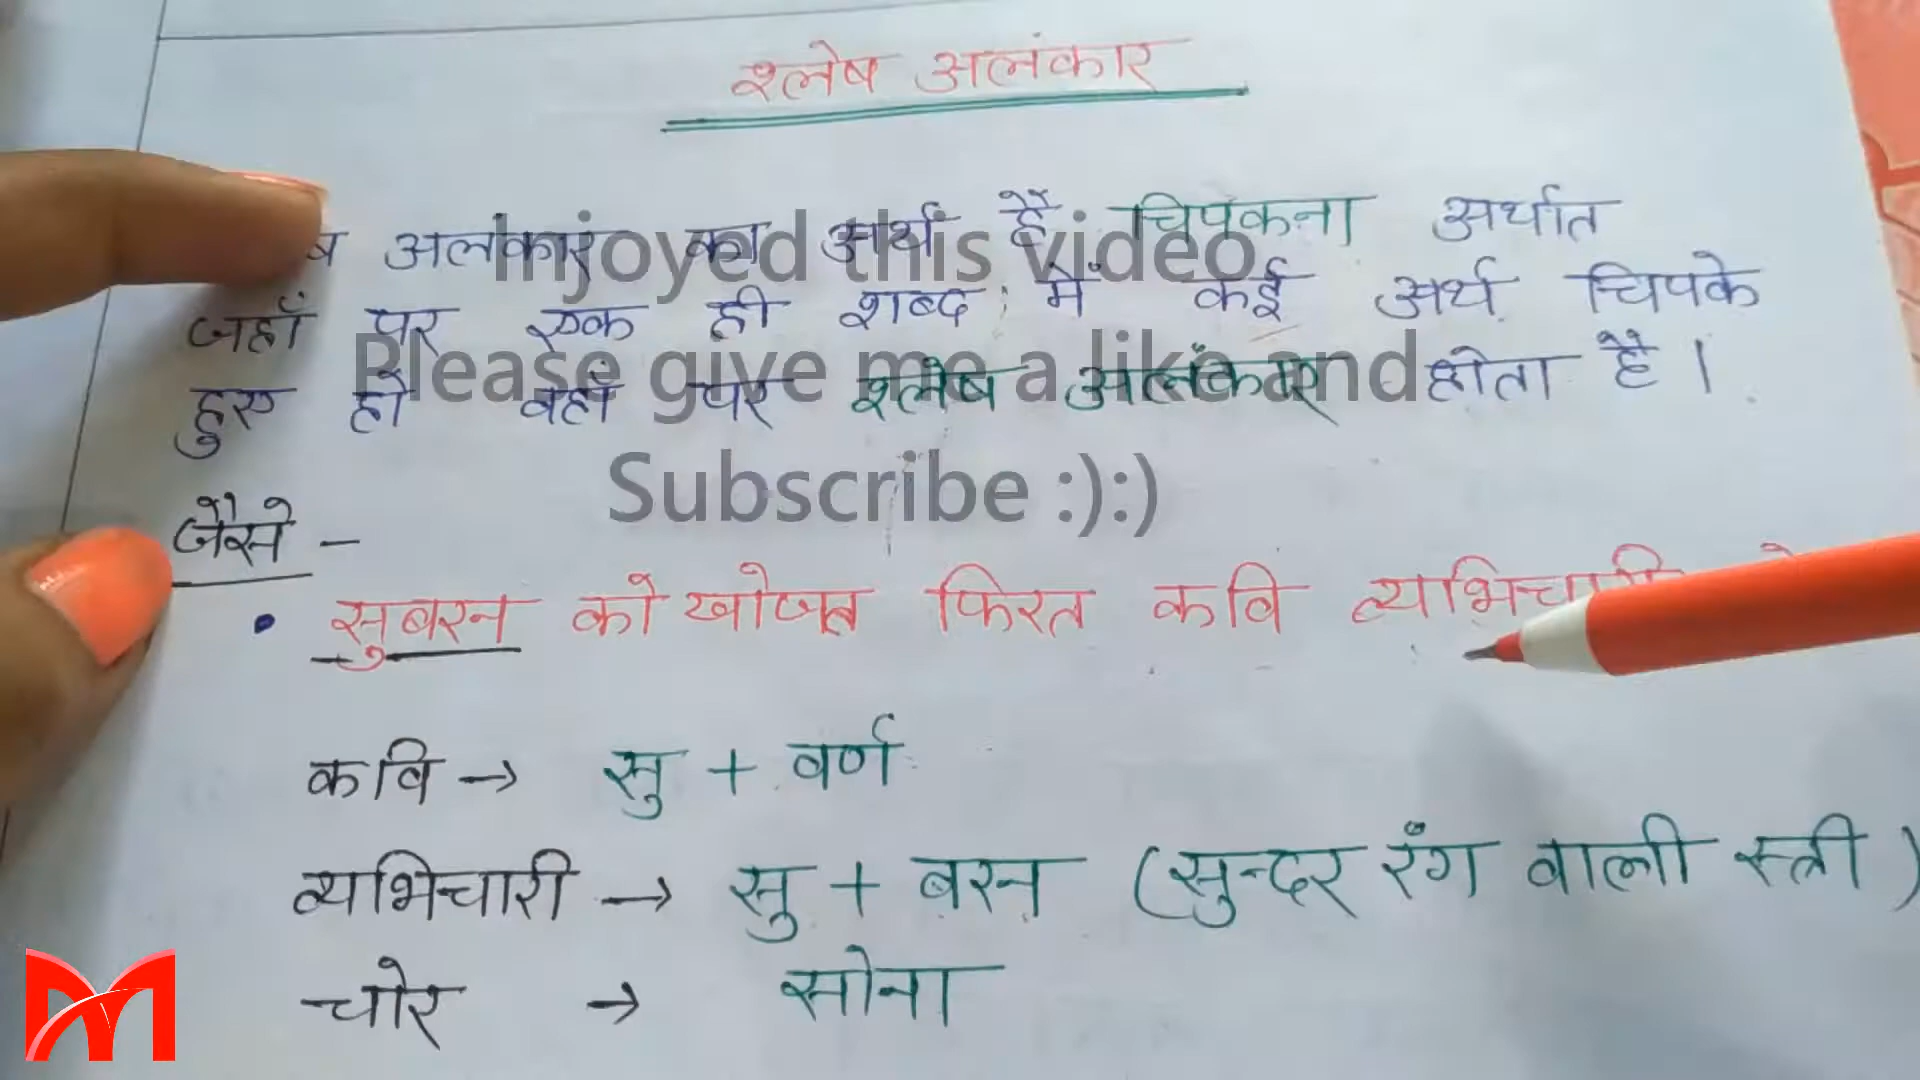 श्लेष अलंकार
ष अलंकार का अर्थ है चिपकना अर्थात
जहाँ पर एक ही शब्द में कई अर्थ चिपके
हुए हो वहाँ पर श्लेष अलंकार होता है।
जैसे -
• सुबरन को खोजत फिरत कवि व्यभिचारी
कवि → सु + वर्ण
व्यभिचारी → सु + बरन (सुन्दर रंग वाली स्त्री)
चोर → सोना
Injoyed this video
Please give me a like and
Subscribe :):)